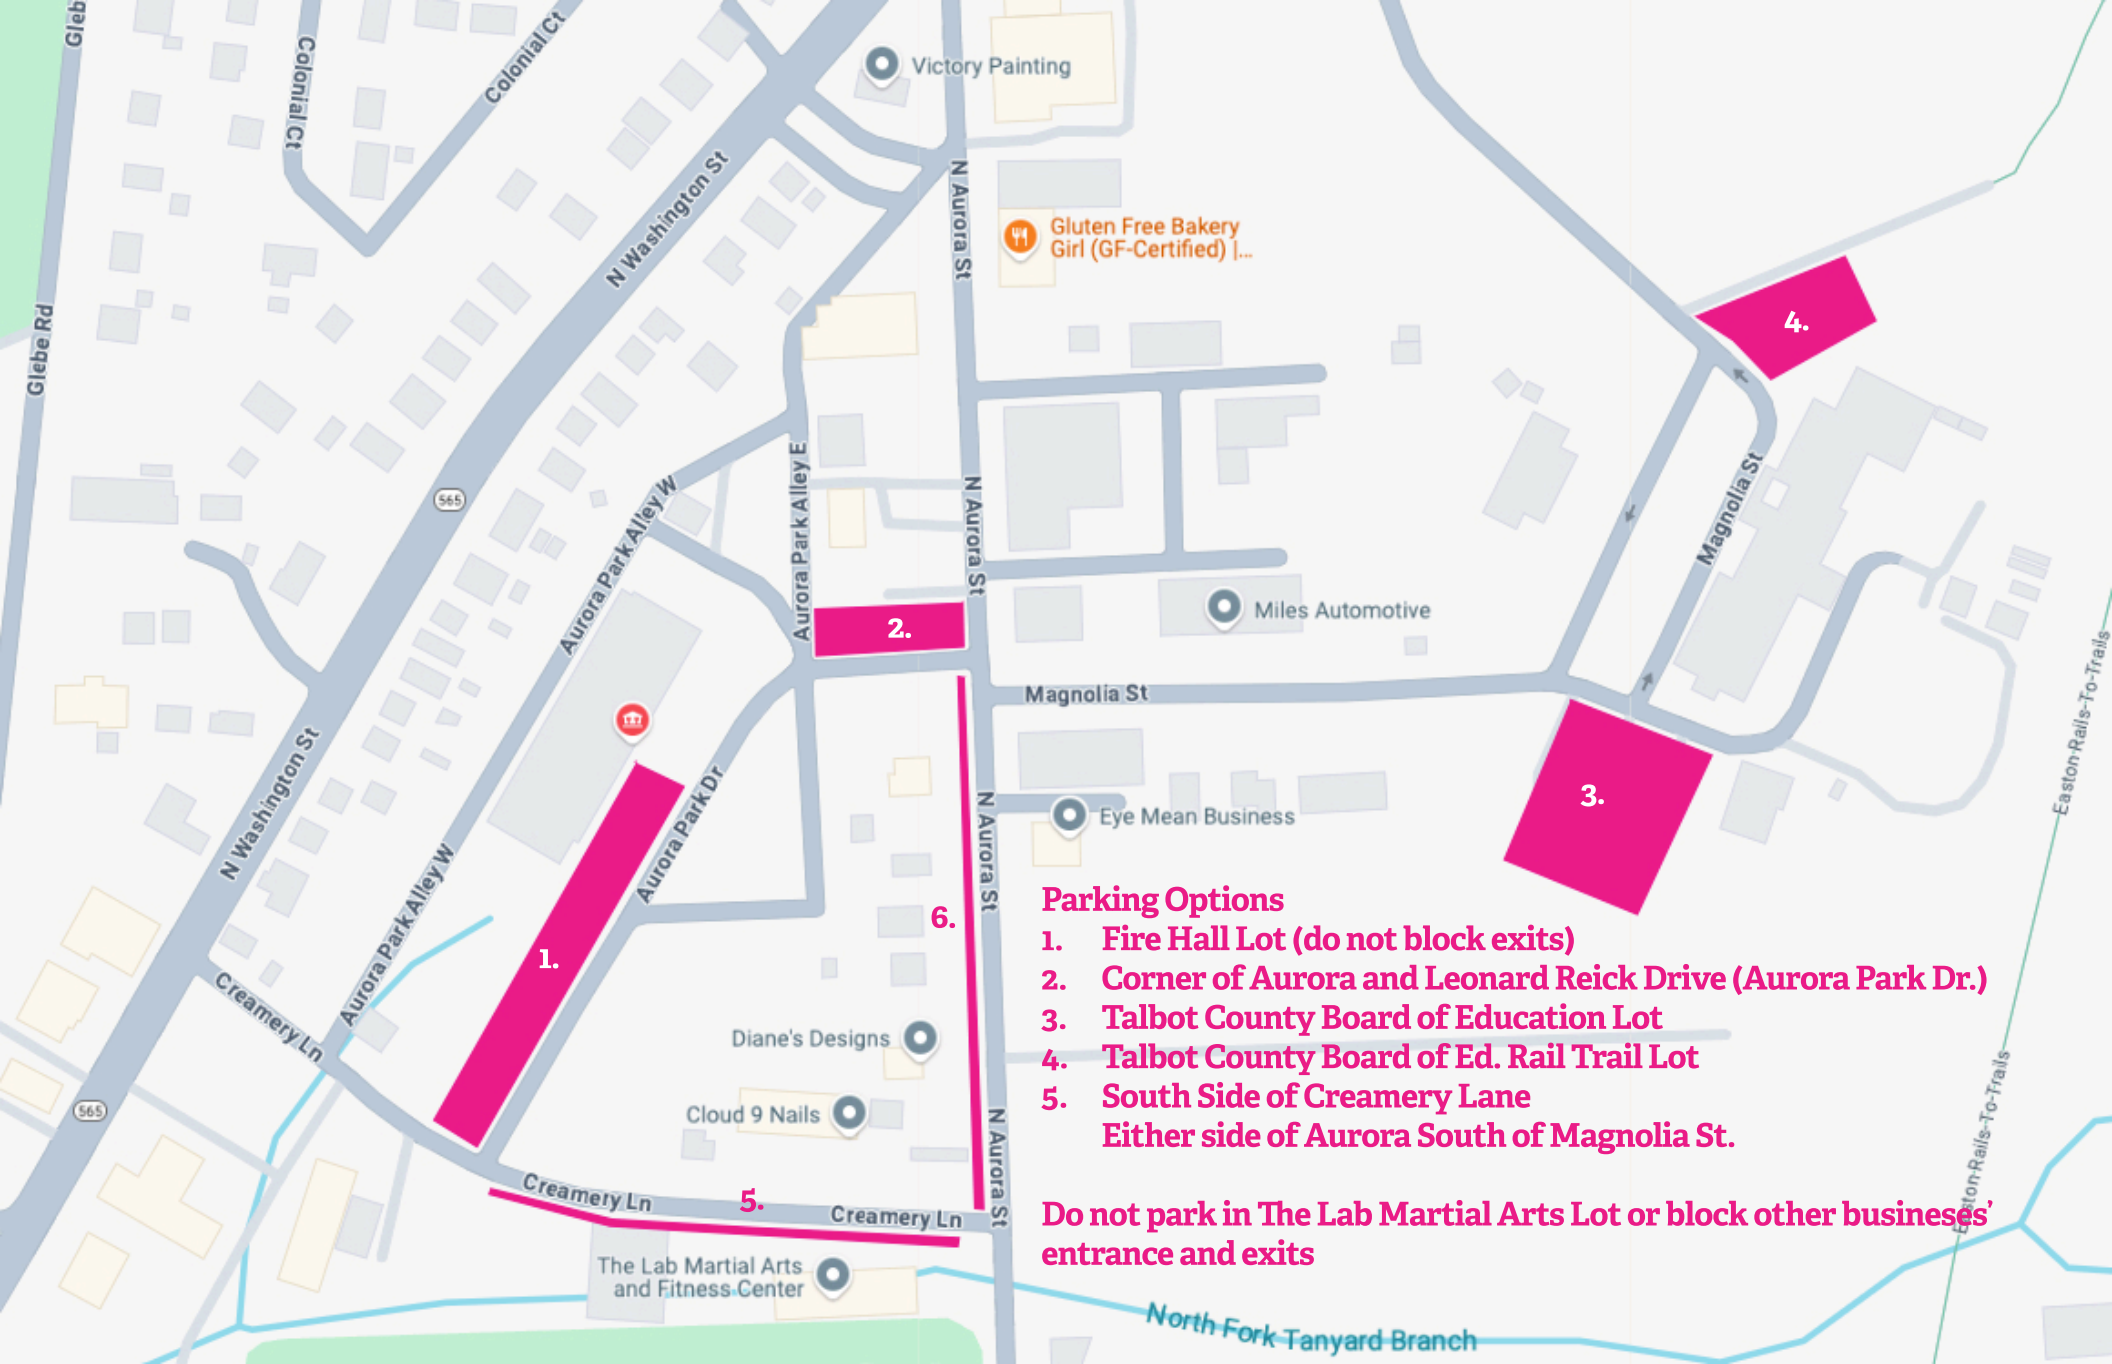 Gleb
Colonial Ct
Colonial Ct
Victory Painting
N Washington St
N Aurora St
Gluten Free Bakery
Girl (GF-Certified) |...
Glebe Rd
4.
565
Aurora Park Alley W
Aurora Park Alley E
N Aurora St
Magnolia St
2.
Miles Automotive
Easton-Rails-To-Trails
Magnolia St
N Washington St
Aurora Park Dr
N Aurora St
Eye Mean Business
3.
Aurora Park Alley W
6.
1.
Creamery Ln
Parking Options
1. Fire Hall Lot (do not block exits)
2. Corner of Aurora and Leonard Reick Drive (Aurora Park Dr.)
3. Talbot County Board of Education Lot
4. Talbot County Board of Ed. Rail Trail Lot
5. South Side of Creamery Lane
Either side of Aurora South of Magnolia St.
Do not park in The Lab Martial Arts Lot or block other busineses’
entrance and exits
Diane's Designs
565
Cloud 9 Nails
N Aurora St
Easton-Rails-To-Trails
Creamery Ln
5.
Creamery Ln
The Lab Martial Arts
and Fitness Center
North Fork Tanyard Branch